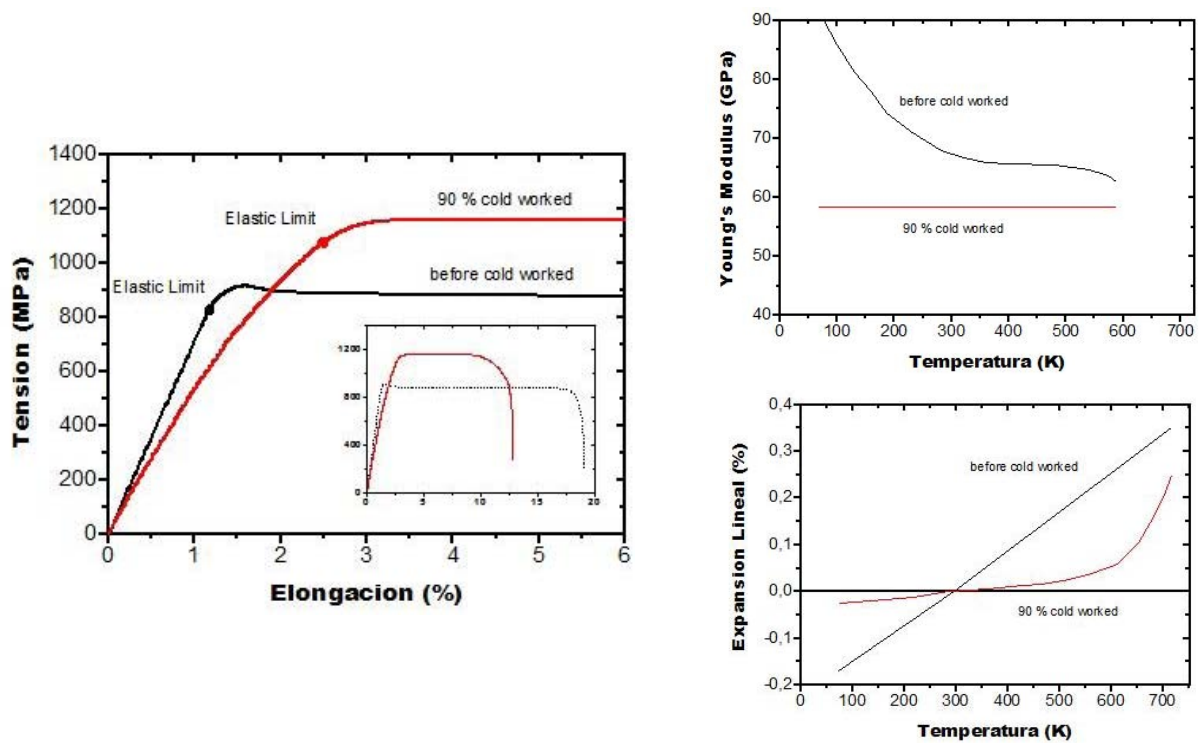 1400
1200
1000
800
600
400
200
0
Tension (MPa)
Elastic Limit
90 % cold worked
Elastic Limit
before cold worked
1200
800
400
0
0 5 10 15 20
0 1 2 3 4 5 6
Elongacion (%)
90
80
70
60
50
40
Young's Modulus (GPa)
before cold worked
90 % cold worked
0 100 200 300 400 500 600 700
Temperatura (K)
0,4
0,3
0,2
0,1
0,0
-0,1
-0,2
Expansion Lineal (%)
before cold worked
90 % cold worked
0 100 200 300 400 500 600 700
Temperatura (K)